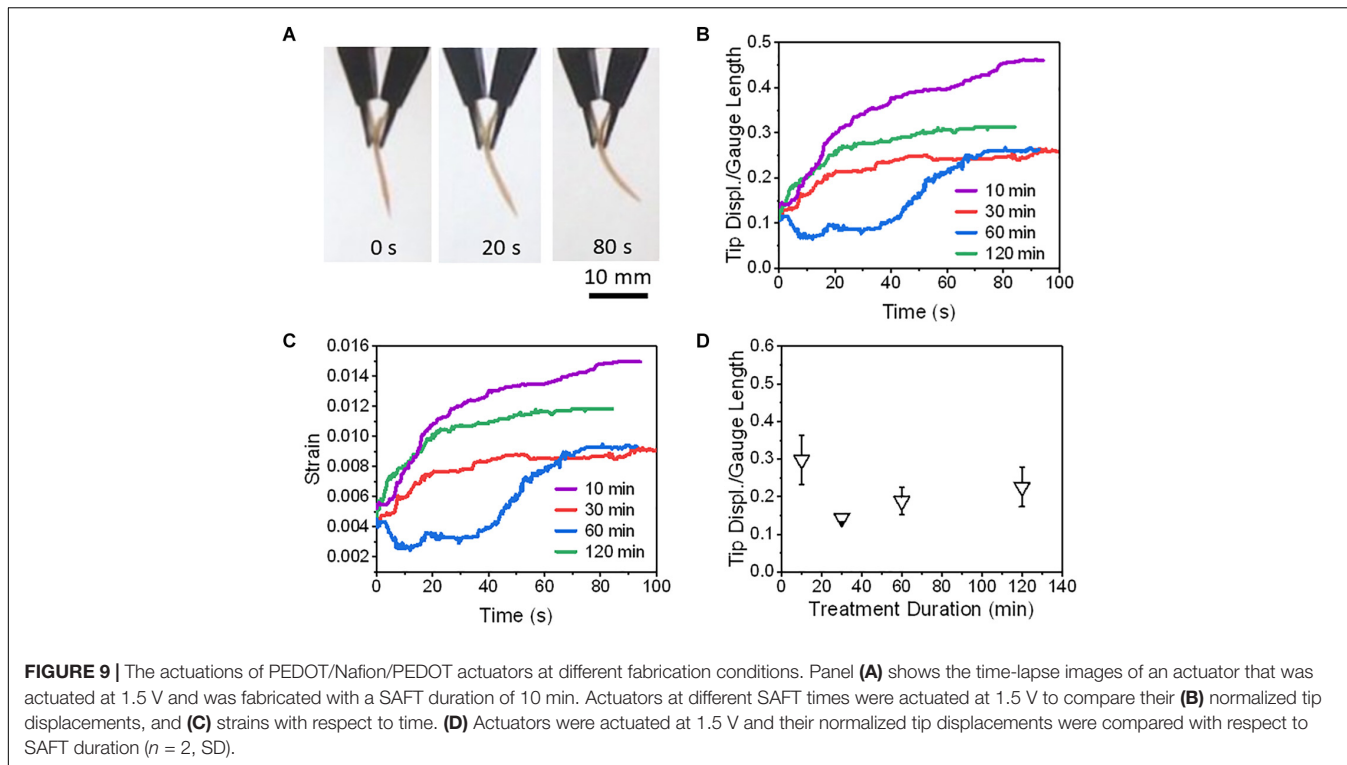 A
0 s
20 s
80 s
10 mm
B
Tip Displ./Gauge Length
0.5
0.4
0.3
0.2
0.1
0.0
10 min
30 min
60 min
120 min
0
20
40
60
80
100
Time (s)
C
Strain
0.016
0.014
0.012
0.010
0.008
0.006
0.004
0.002
10 min
30 min
60 min
120 min
0
20
40
60
80
100
Time (s)
D
Tip Displ./Gauge Length
0.6
0.5
0.4
0.3
0.2
0.1
0.0
0
20
40
60
80
100
120
140
Treatment Duration (min)
FIGURE 9 | The actuations of PEDOT/Nafion/PEDOT actuators at different fabrication conditions. Panel (A) shows the time-lapse images of an actuator that was
actuated at 1.5 V and was fabricated with a SAFT duration of 10 min. Actuators at different SAFT times were actuated at 1.5 V to compare their (B) normalized tip
displacements, and (C) strains with respect to time. (D) Actuators were actuated at 1.5 V and their normalized tip displacements were compared with respect to
SAFT duration (n = 2, SD).